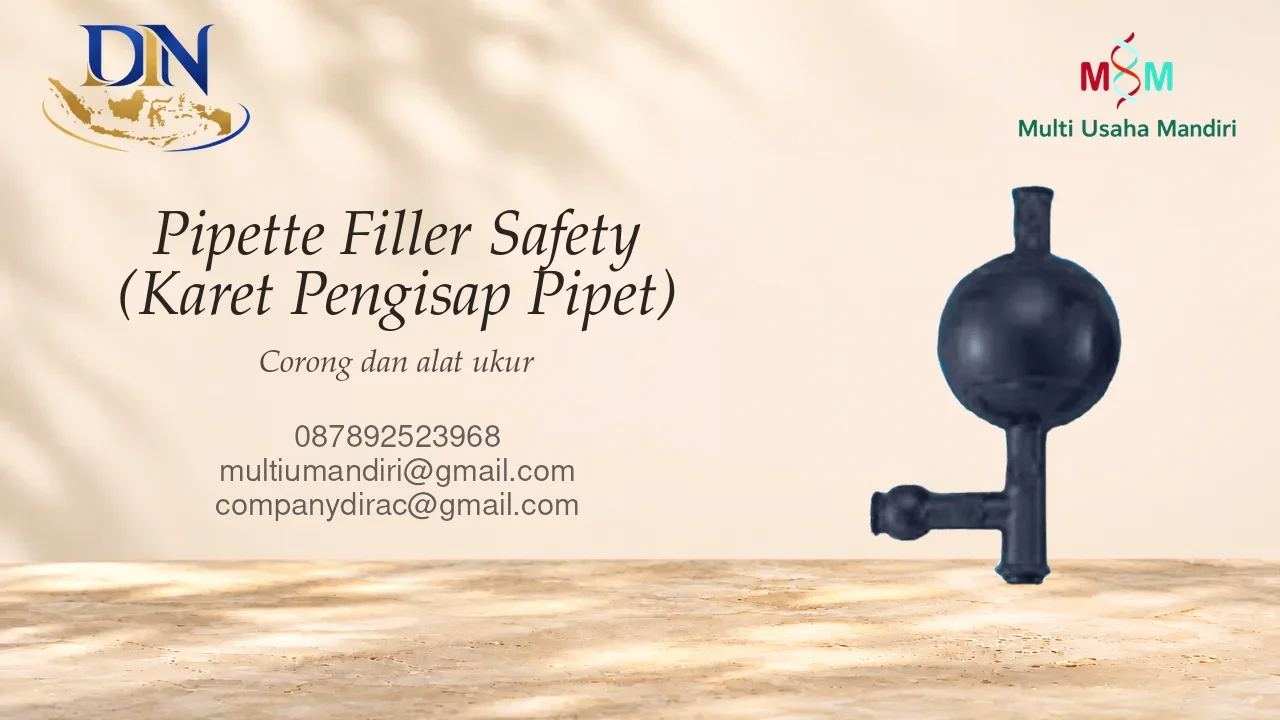 DIN
M M
Multi Usaha Mandiri
Pipette Filler Safety
(Karet Pengisap Pipet)
Corong dan alat ukur
087892523968
multiumandiri@gmail.com
companydirac@gmail.com